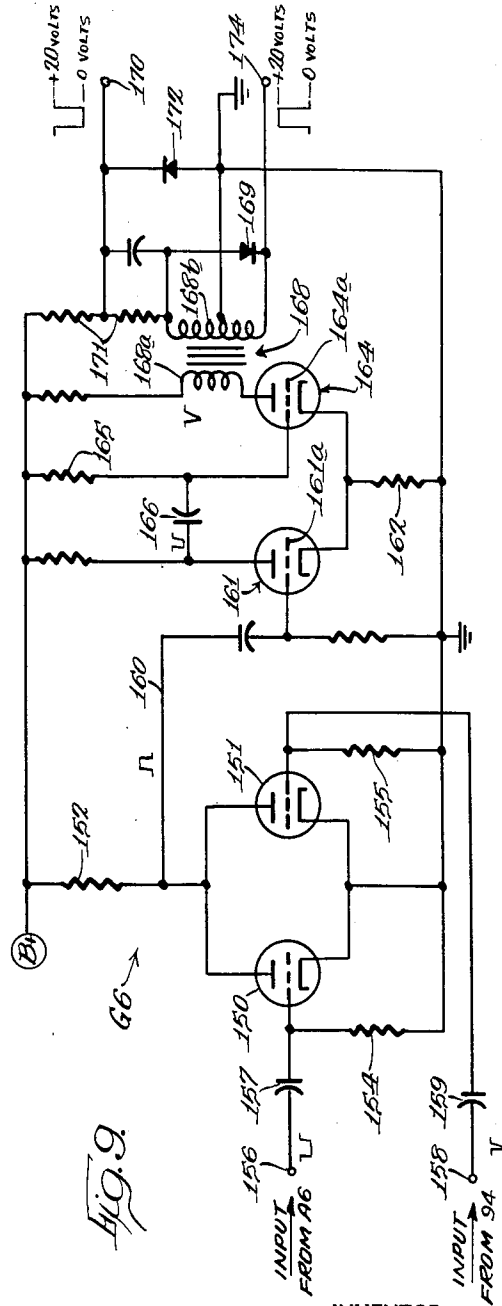 Fig. 9.
G6
B+
152
160
165
171
+20 VOLTS
0 VOLTS
170
172
169
168b
168a
V
166
161
161a
164a
168
164
174
+20 VOLTS
0 VOLTS
162
150
151
154
155
157
156
INPUT
FROM A6
158
159
INPUT
FROM 94